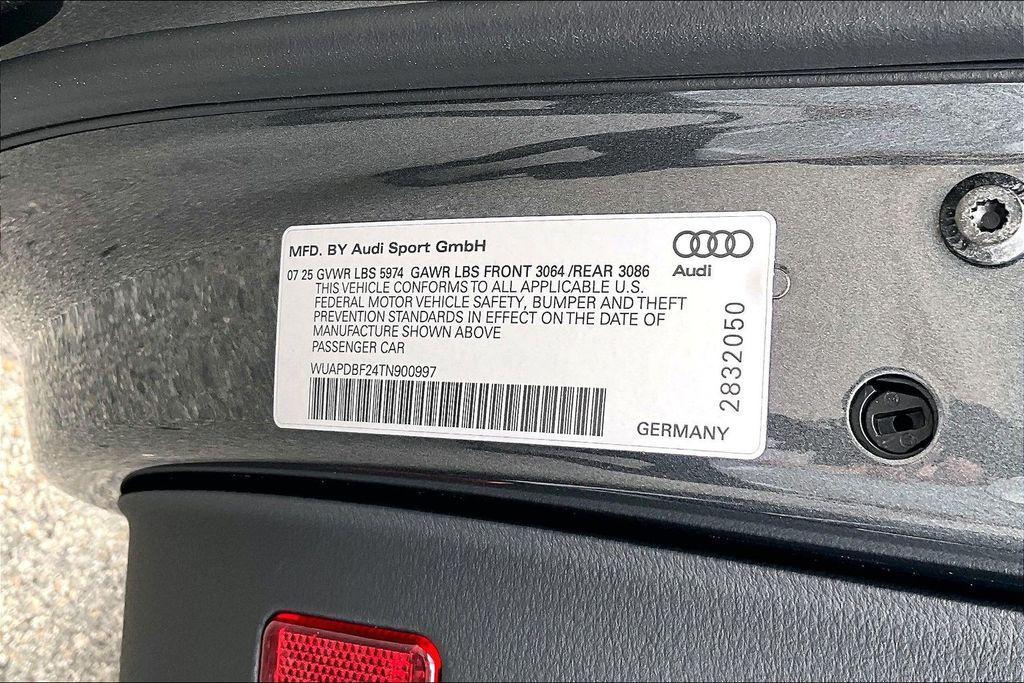 MFD. BY Audi Sport GmbH
Audi
07 25 GVWR LBS 5974 GAWR LBS FRONT 3064 /REAR 3086
THIS VEHICLE CONFORMS TO ALL APPLICABLE U.S.
FEDERAL MOTOR VEHICLE SAFETY, BUMPER AND THEFT
PREVENTION STANDARDS IN EFFECT ON THE DATE OF
MANUFACTURE SHOWN ABOVE
PASSENGER CAR
WUAPDBF24TN900997
GERMANY
2832050